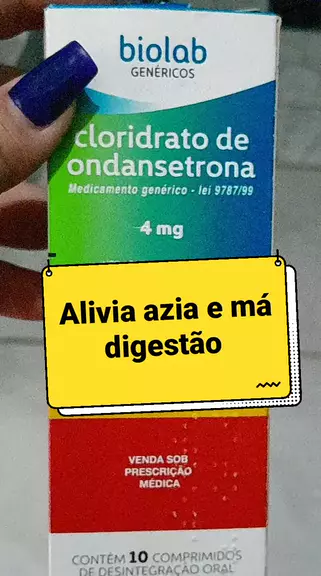 biolab
GENÉRICOS
cloridrato de
ondansetrona
Medicamento genérico - lei 9787/99
4 mg
Alivia azia e má
digestão
VENDA SOB
PRESCRIÇÃO
MÉDICA
CONTÉM 10 COMPRIMIDOS
DE DESINTEGRAÇÃO ORAL